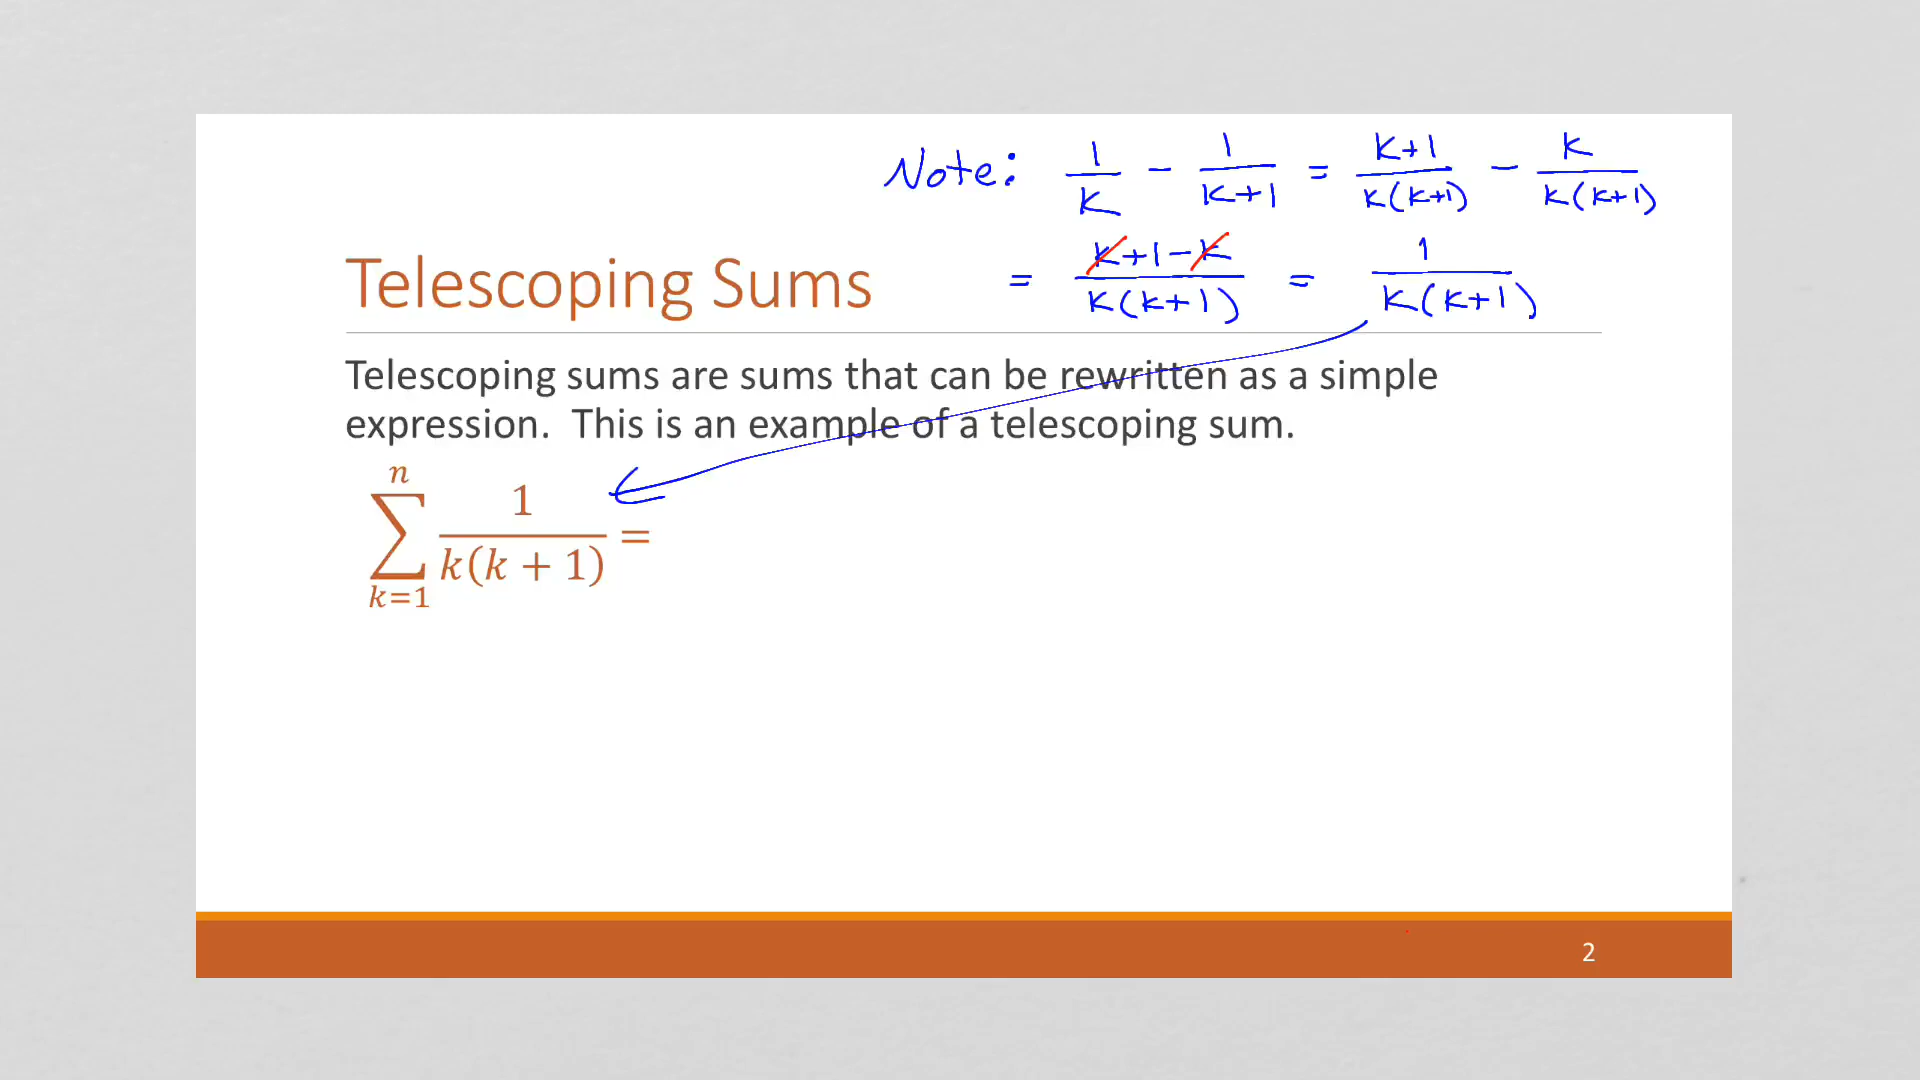 Note: 1/K - 1/(K+1) = (K+1)/(K(K+1)) - K/(K(K+1))
= (K+1-K)/(K(K+1)) = 1/(K(K+1))
Telescoping Sums
Telescoping sums are sums that can be rewritten as a simple
expression. This is an example of a telescoping sum.
∑_{k=1}^{n} 1/(k(k + 1)) =
2